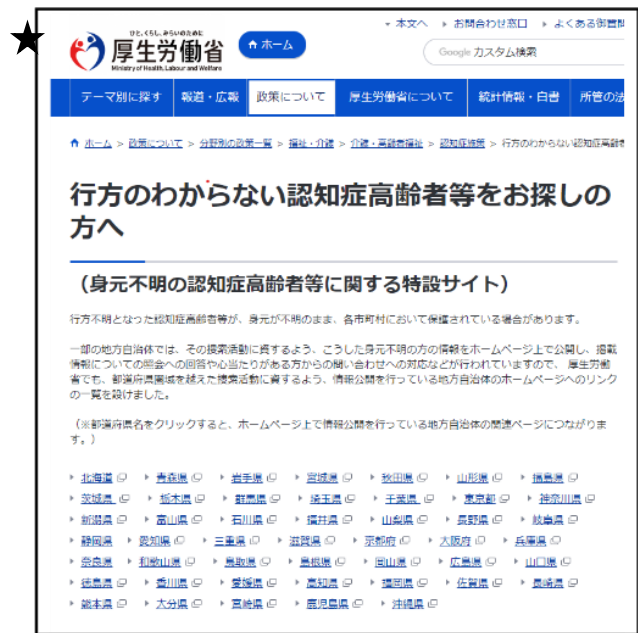 ★
ひと、くらし、みらいのために
厚生労働省
Ministry of Health, Labour and Welfare
ホーム
本文へ お問合わせ窓口 よくある御質問
Google カスタム検索
テーマ別に探す 報道・広報 政策について 厚生労働省について 統計情報・白書 所管の法
ホーム > 政策について > 分野別の政策一覧 > 福祉・介護 > 介護・高齢者福祉 > 認知症施策 > 行方のわからない認知症高齢者
行方のわからない認知症高齢者等をお探しの
方へ
（身元不明の認知症高齢者等に関する特設サイト）
行方不明となった認知症高齢者等が、身元が不明のまま、各市町村において保護されている場合があります。
一部の地方自治体では、その捜索活動に資するよう、こうした身元不明の方の情報をホームページ上で公開し、掲載
情報についての照会への回答や心当たりがある方からの問い合わせへの対応などが行われていますので、厚生労働
省でも、都道府県圏域を越えた捜索活動に資するよう、情報公開を行っている地方自治体のホームページへのリンク
の一覧を設けました。
（※都道府県名をクリックすると、ホームページ上で情報公開を行っている地方自治体の関連ページにつながりま
す。）
北海道 青森県 岩手県 宮城県 秋田県 山形県 福島県
茨城県 栃木県 群馬県 埼玉県 千葉県 東京都 神奈川県
新潟県 富山県 石川県 福井県 山梨県 長野県 岐阜県
静岡県 愛知県 三重県 滋賀県 京都府 大阪府 兵庫県
奈良県 和歌山県 鳥取県 島根県 岡山県 広島県 山口県
徳島県 香川県 愛媛県 高知県 福岡県 佐賀県 長崎県
熊本県 大分県 宮崎県 鹿児島県 沖縄県